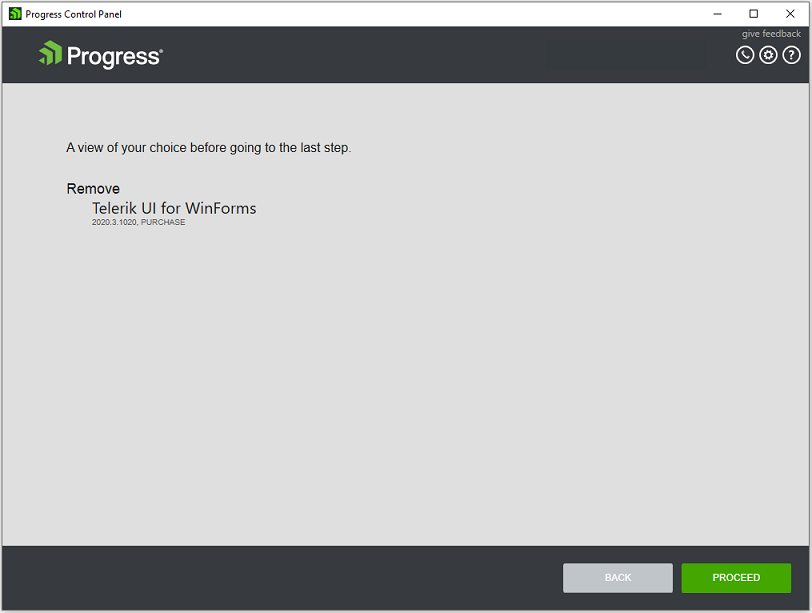 Progress Control Panel
give feedback
Progress®
A view of your choice before going to the last step.
Remove
Telerik UI for WinForms
2020.3.1020, PURCHASE
BACK
PROCEED